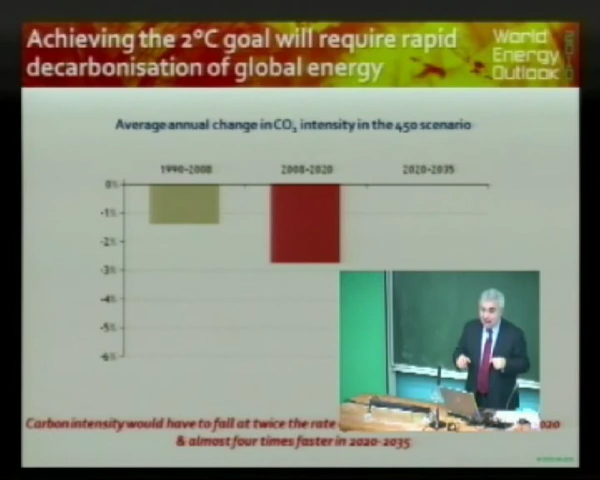 Achieving the 2°C goal will require rapid
decarbonisation of global energy
World
Energy
Outlook
2010
Average annual change in CO₂ intensity in the 450 scenario
1990-2008 2008-2020 2020-2035
0%
-1%
-2%
-3%
-4%
-5%
-6%
Carbon intensity would have to fall at twice the rate 020
& almost four times faster in 2020-2035